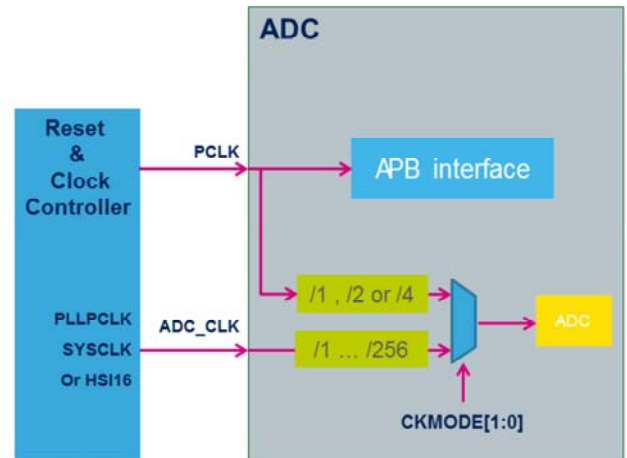 ADC
Reset
&
Clock
Controller
PCLK
APB interface
/1 , /2 or /4
PLLPCLK
SYSCLK
Or HSI16
ADC_CLK
/1 ... /256
ADC
CKMODE[1:0]